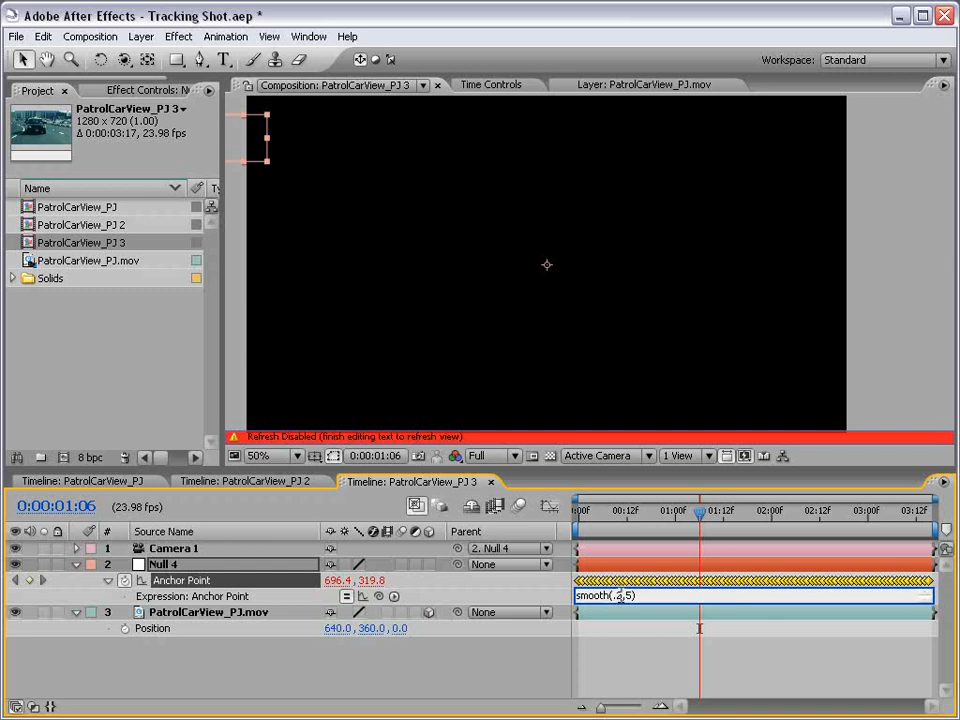 Adobe After Effects - Tracking Shot.aep *
File Edit Composition Layer Effect Animation View Window Help
Workspace: Standard
Project × Effect Controls: N
Composition: PatrolCarView_PJ 3 × Time Controls Layer: PatrolCarView_PJ.mov
PatrolCarView_PJ 3
1280 x 720 (1.00)
Δ 0:00:03:17, 23.98 fps
Name Ty
PatrolCarView_PJ
PatrolCarView_PJ 2
PatrolCarView_PJ 3
PatrolCarView_PJ.mov
Solids
Refresh Disabled (finish editing text to refresh view)
8 bpc
50% 0:00:01:06 Full Active Camera 1 View
Timeline: PatrolCarView_PJ Timeline: PatrolCarView_PJ 2 Timeline: PatrolCarView_PJ 3 ×
0:00:01:06 (23.98 fps)
:00F 00:12F 01:00F 01:12F 02:00F 02:12F 03:00F 03:12F
# Source Name Parent
1 Camera 1 2. Null 4
2 Null 4 None
Anchor Point 696.4, 319.8
Expression: Anchor Point smooth(.2,5)
3 PatrolCarView_PJ.mov None
Position 640.0, 360.0, 0.0